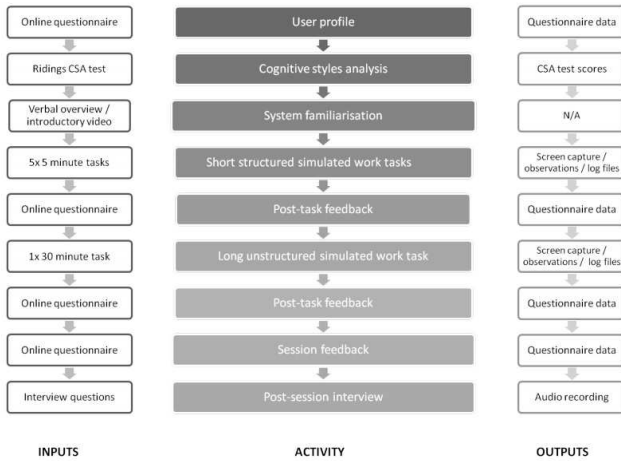 Online questionnaire
User profile
Questionnaire data
Ridings CSA test
Cognitive styles analysis
CSA test scores
Verbal overview /
introductory video
System familiarisation
N/A
5x 5 minute tasks
Short structured simulated work tasks
Screen capture /
observations / log files
Online questionnaire
Post-task feedback
Questionnaire data
1x 30 minute task
Long unstructured simulated work task
Screen capture /
observations / log files
Online questionnaire
Post-task feedback
Questionnaire data
Online questionnaire
Session feedback
Questionnaire data
Interview questions
Post-session interview
Audio recording
INPUTS
ACTIVITY
OUTPUTS